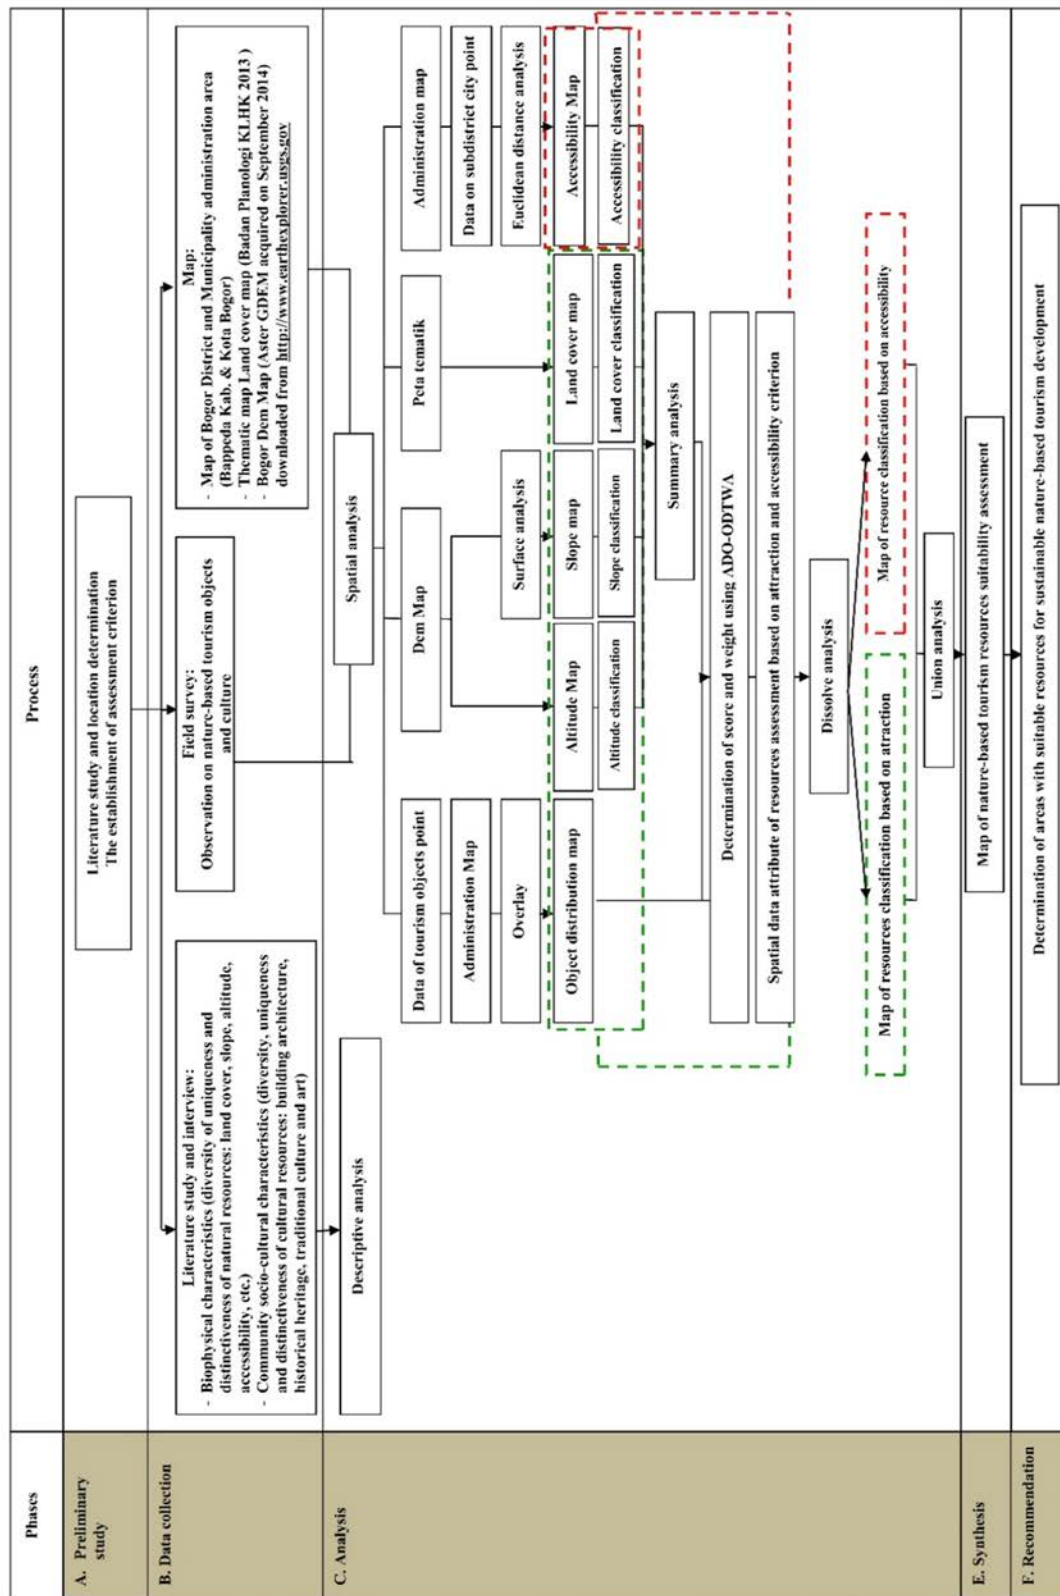 Phases
Process
A. Preliminary
study
Literature study and location determination
The establishment of assessment criterion
B. Data collection
Literature study and interview:
- Biophysical characteristics (diversity of uniqueness and
distinctiveness of natural resources: land cover, slope, altitude,
accessibility, etc.)
- Community socio-cultural characteristics (diversity, uniqueness
and distinctiveness of cultural resources: building architecture,
historical heritage, traditional culture and art)
Field survey:
Observation on nature-based tourism objects
and culture
Map:
- Map of Bogor District and Municipality administration area
(Bappeda Kab. & Kota Bogor)
- Thematic map Land cover map (Badan Planologi KLHK 2013 )
- Bogor Dem Map (Aster GDEM acquired on September 2014)
downloaded from http://www.earthexplorer.usgs.gov
C. Analysis
Descriptive analysis
Spatial analysis
Data of tourism objects point
Dem Map
Peta tematik
Administration map
Administration Map
Data on subdistrict city point
Overlay
Surface analysis
Euclidean distance analysis
Object distribution map
Altitude Map
Slope map
Land cover map
Accessibility Map
Altitude classification
Slope classification
Land cover classification
Accessibility classification
Summary analysis
Determination of score and weight using ADO-ODTWA
Spatial data attribute of resources assessment based on attraction and accessibility criterion
Dissolve analysis
Map of resources classification based on attraction
Map of resource classification based on accessibility
Union analysis
E. Synthesis
Map of nature-based tourism resources suitability assessment
F. Recommendation
Determination of areas with suitable resources for sustainable nature-based tourism development